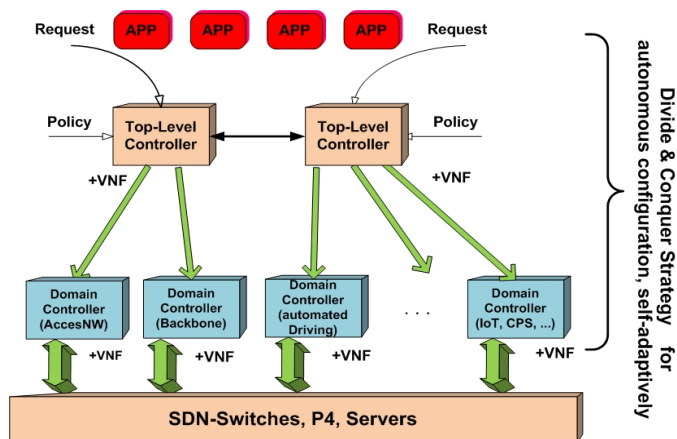 Request
APP
APP
APP
APP
Request
Policy
Top-Level
Controller
Top-Level
Controller
Policy
+VNF
+VNF
Domain
Controller
(AccesNW)
Domain
Controller
(Backbone)
Domain
Controller
(automated
Driving)
. . .
Domain
Controller
(IoT, CPS, ...)
+VNF
+VNF
+VNF
+VNF
SDN-Switches, P4, Servers
Divide & Conquer Strategy for
autonomous configuration, self-adaptively